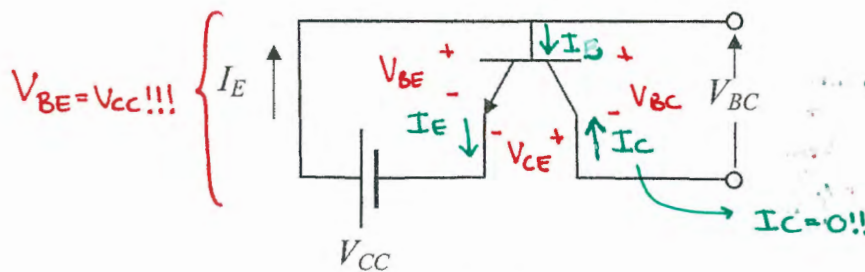 V_BE = V_CC !!!
I_E
V_BE
+
-
I_B
+
V_BC
-
V_BC
I_E
-
V_CE
+
I_C
I_C = 0!!
V_CC